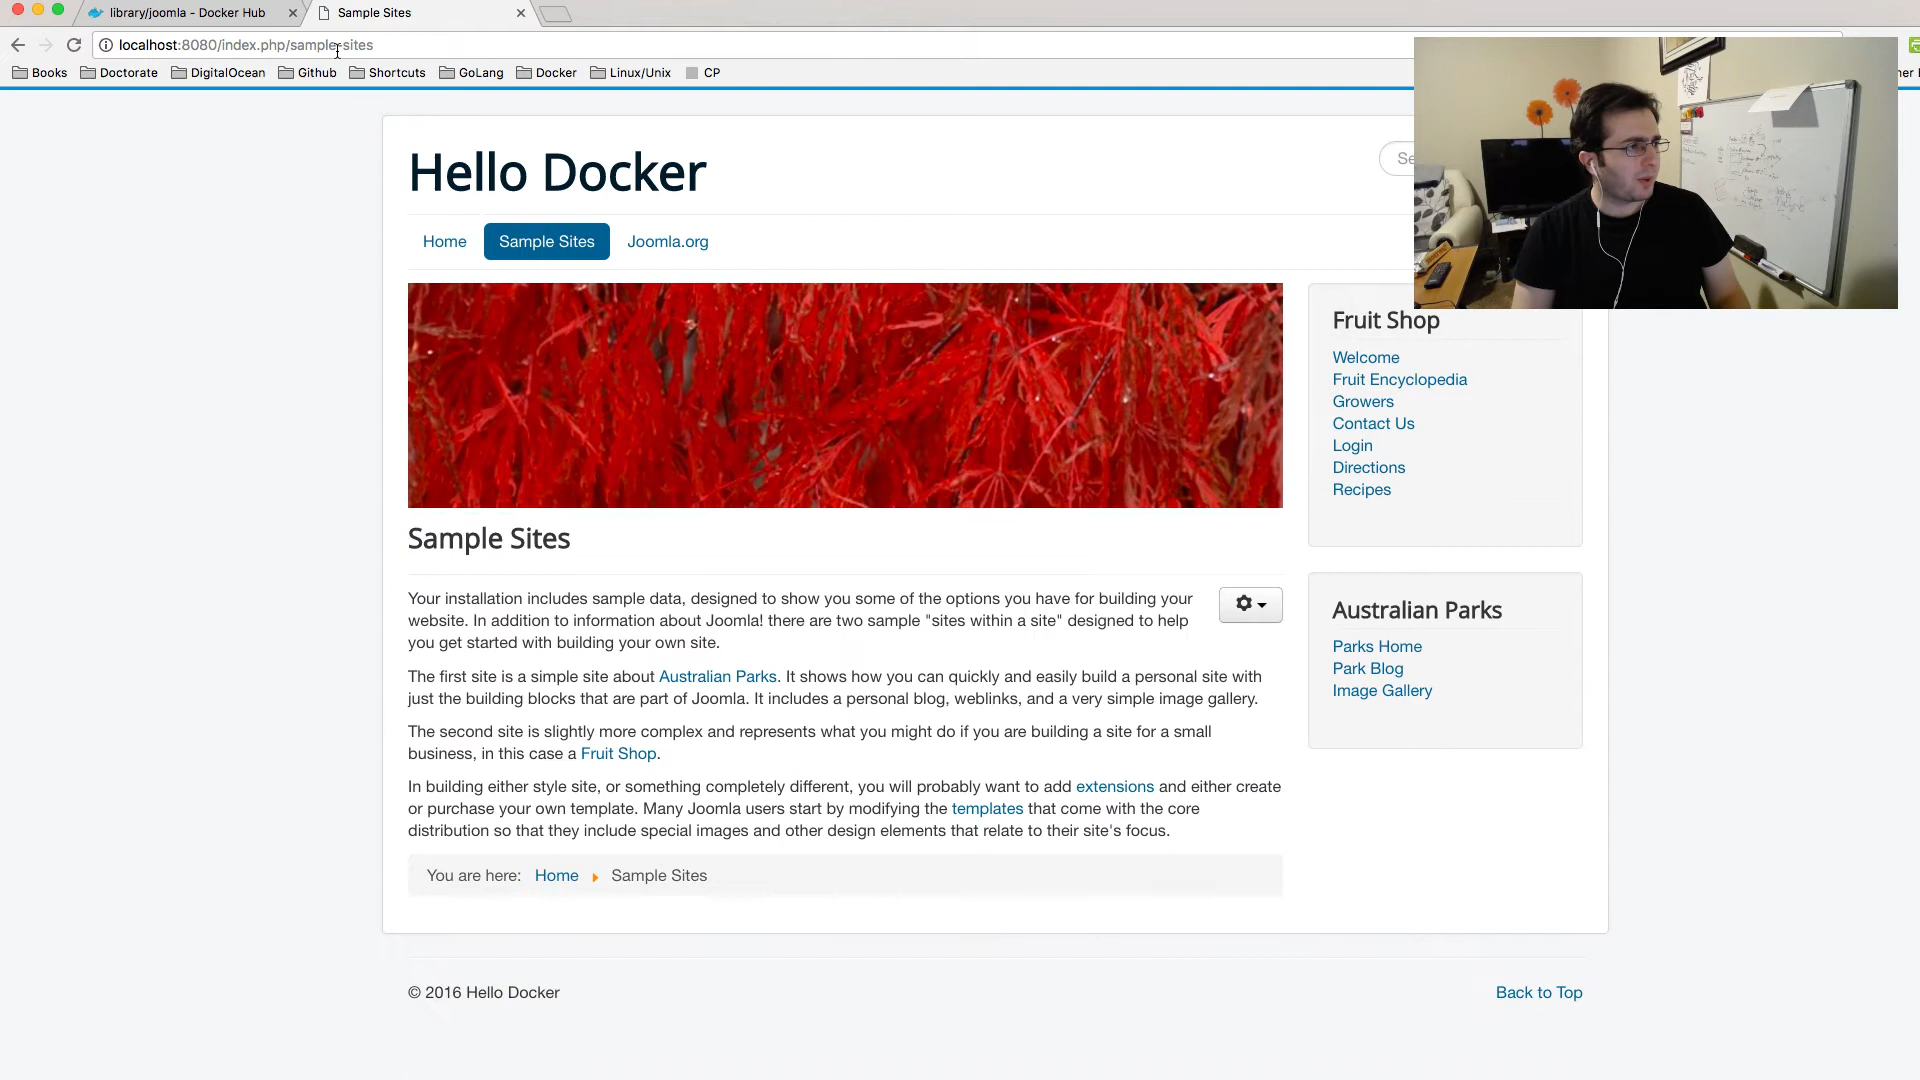 library/joomla - Docker Hub
Sample Sites
localhost:8080/index.php/sample-sites
Books
Doctorate
DigitalOcean
Github
Shortcuts
GoLang
Docker
Linux/Unix
CP
Hello Docker
Home
Sample Sites
Joomla.org
Sample Sites
Your installation includes sample data, designed to show you some of the options you have for building your
website. In addition to information about Joomla! there are two sample "sites within a site" designed to help
you get started with building your own site.
The first site is a simple site about Australian Parks. It shows how you can quickly and easily build a personal site with
just the building blocks that are part of Joomla. It includes a personal blog, weblinks, and a very simple image gallery.
The second site is slightly more complex and represents what you might do if you are building a site for a small
business, in this case a Fruit Shop.
In building either style site, or something completely different, you will probably want to add extensions and either create
or purchase your own template. Many Joomla users start by modifying the templates that come with the core
distribution so that they include special images and other design elements that relate to their site's focus.
You are here: Home Sample Sites
Fruit Shop
Welcome
Fruit Encyclopedia
Growers
Contact Us
Login
Directions
Recipes
Australian Parks
Parks Home
Park Blog
Image Gallery
© 2016 Hello Docker
Back to Top